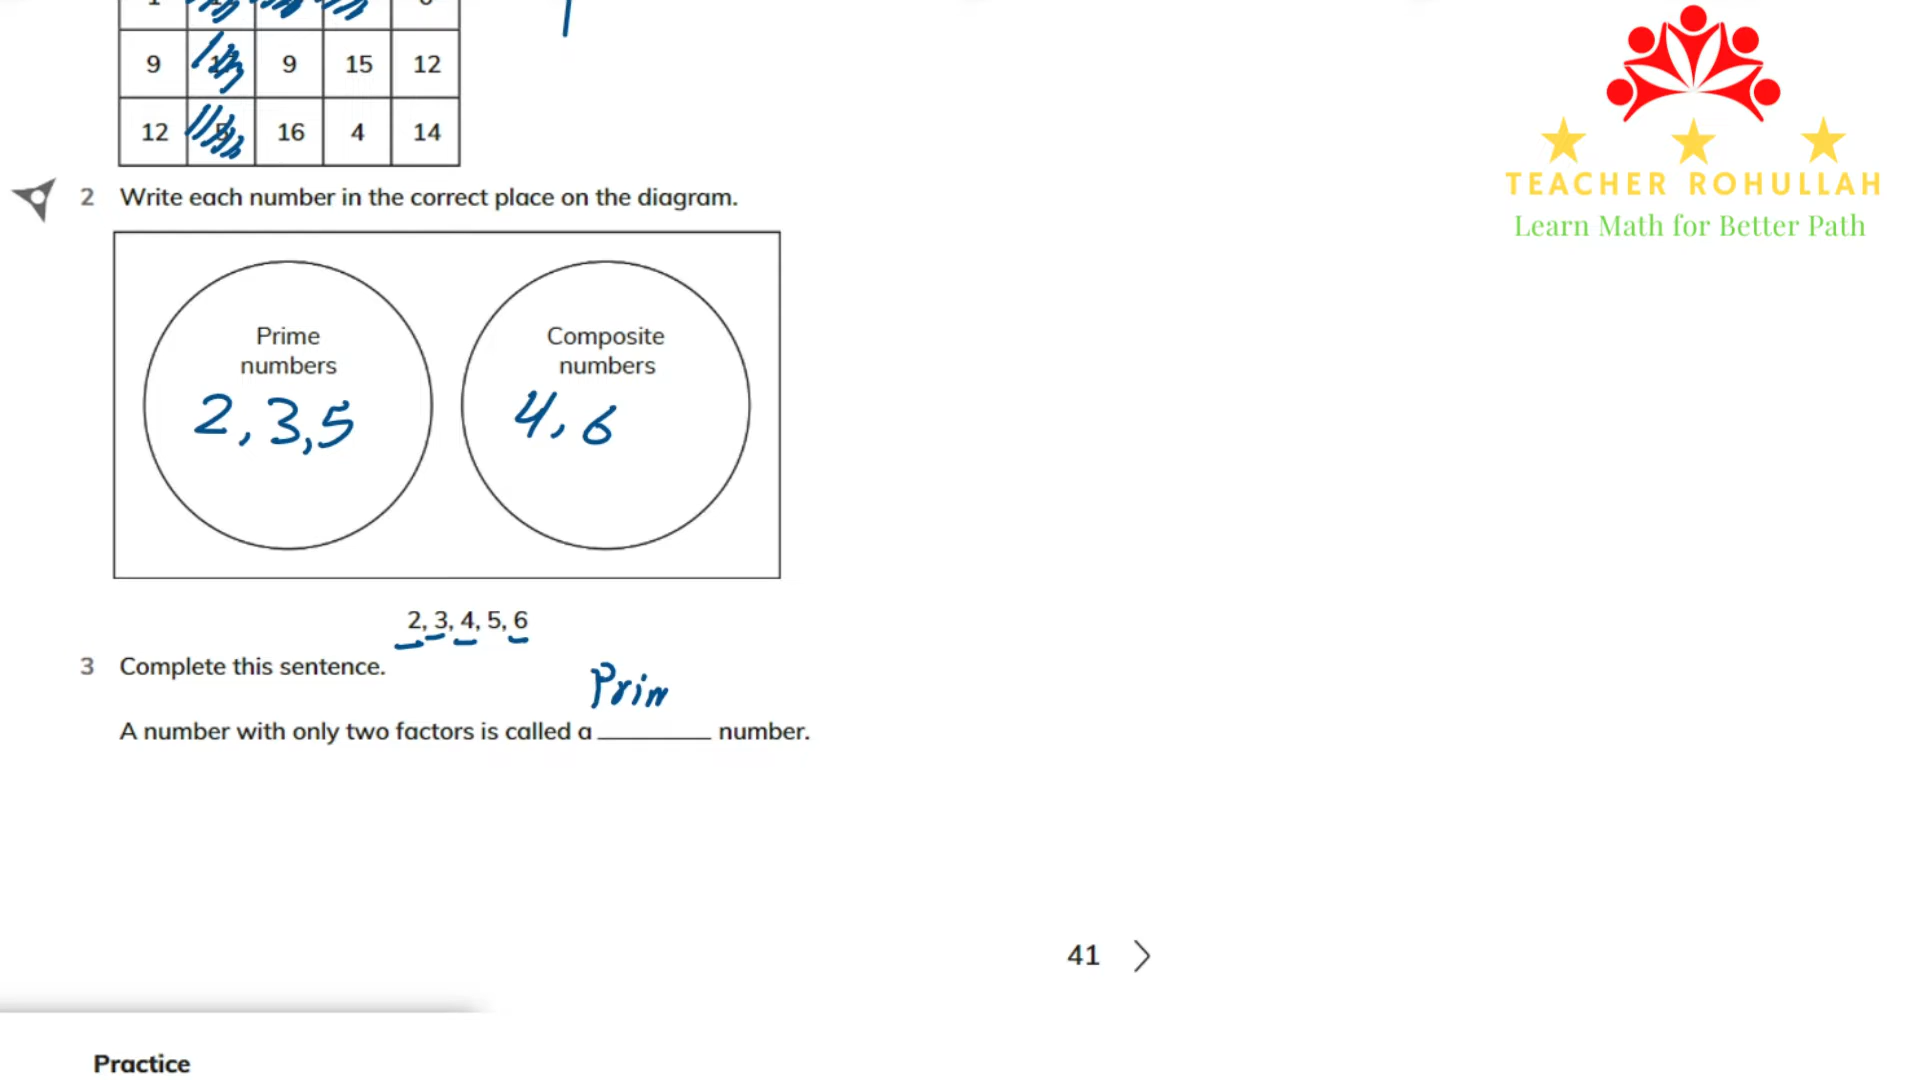 9 9 15 12
12 5 16 4 14
2 Write each number in the correct place on the diagram.
Prime
numbers
2, 3, 5
Composite
numbers
4, 6
2, 3, 4, 5, 6
3 Complete this sentence.
Prim
A number with only two factors is called a ________ number.
41
Practice
TEACHER ROHULLAH
Learn Math for Better Path